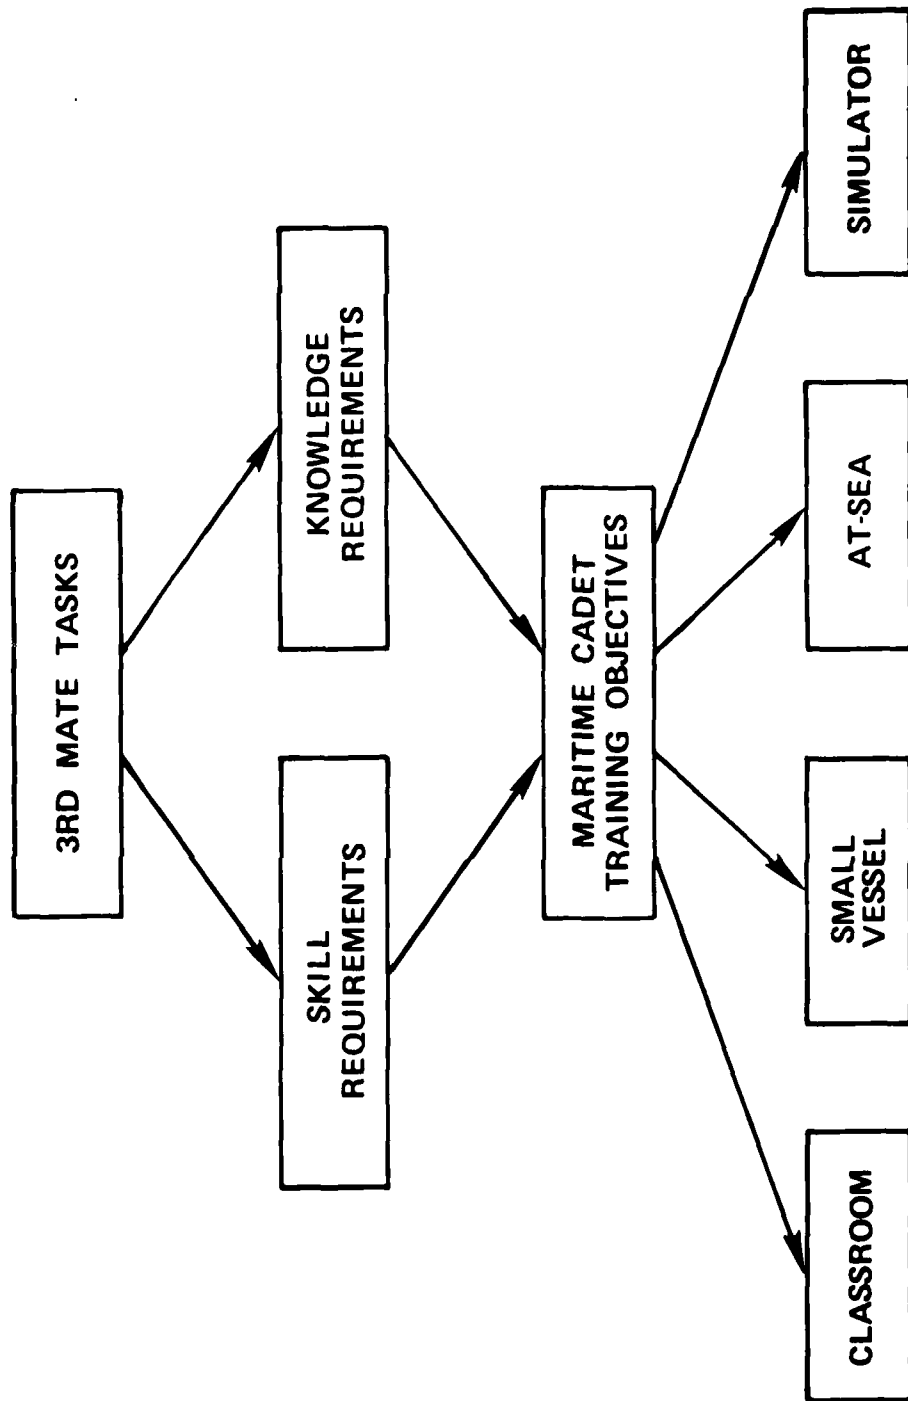 3RD MATE TASKS
SKILL
REQUIREMENTS
KNOWLEDGE
REQUIREMENTS
MARITIME CADET
TRAINING OBJECTIVES
CLASSROOM
SMALL
VESSEL
AT-SEA
SIMULATOR